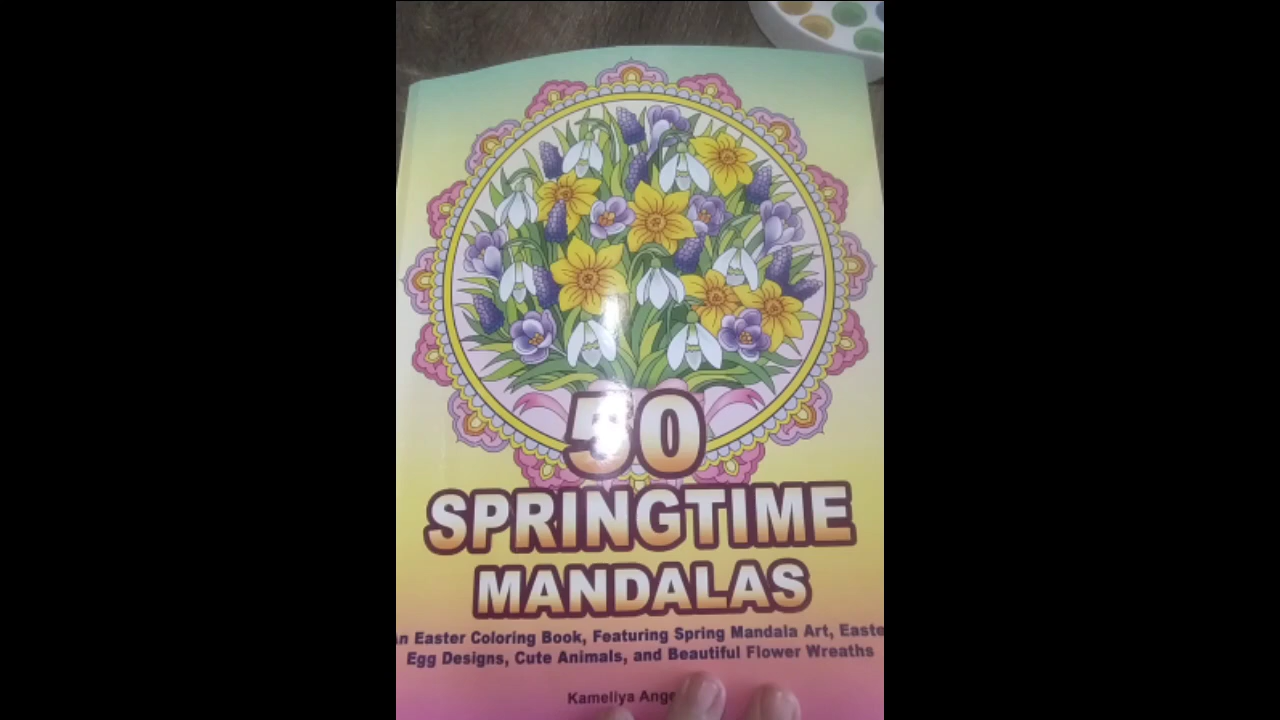 50
SPRINGTIME
MANDALAS
Easter Coloring Book, Featuring Spring Mandala Art,
Egg Designs, Cute Animals, and Beautiful Flower Wreaths
Kameliya